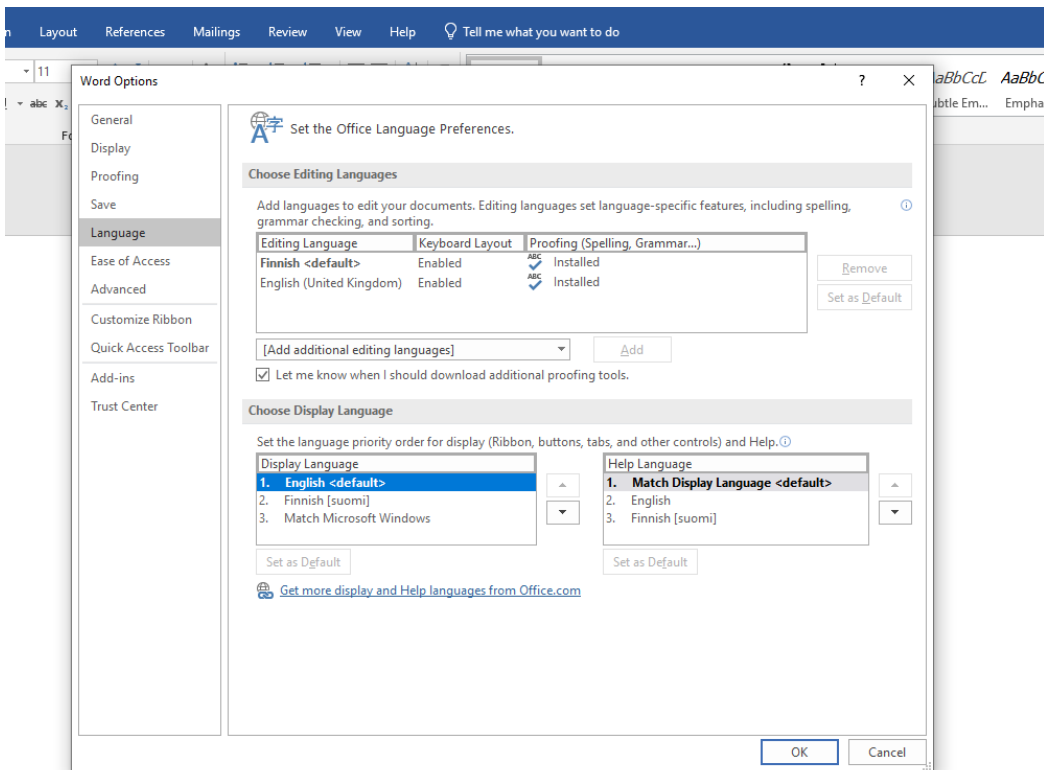 Layout References Mailings Review View Help Tell me what you want to do
11
abc X₂
AaBbC
Empha
Word Options ? ×
General
Display
Proofing
Save
Language
Ease of Access
Advanced
Customize Ribbon
Quick Access Toolbar
Add-ins
Trust Center
Set the Office Language Preferences.
Choose Editing Languages
Add languages to edit your documents. Editing languages set language-specific features, including spelling,
grammar checking, and sorting.
Editing Language Keyboard Layout Proofing (Spelling, Grammar...)
Finnish <default> Enabled ABC Installed
English (United Kingdom) Enabled ABC Installed
Remove
Set as Default
[Add additional editing languages] Add
Let me know when I should download additional proofing tools.
Choose Display Language
Set the language priority order for display (Ribbon, buttons, tabs, and other controls) and Help.
Display Language
1. English <default>
2. Finnish [suomi]
3. Match Microsoft Windows
Set as Default
Help Language
1. Match Display Language <default>
2. English
3. Finnish [suomi]
Set as Default
Get more display and Help languages from Office.com
OK Cancel